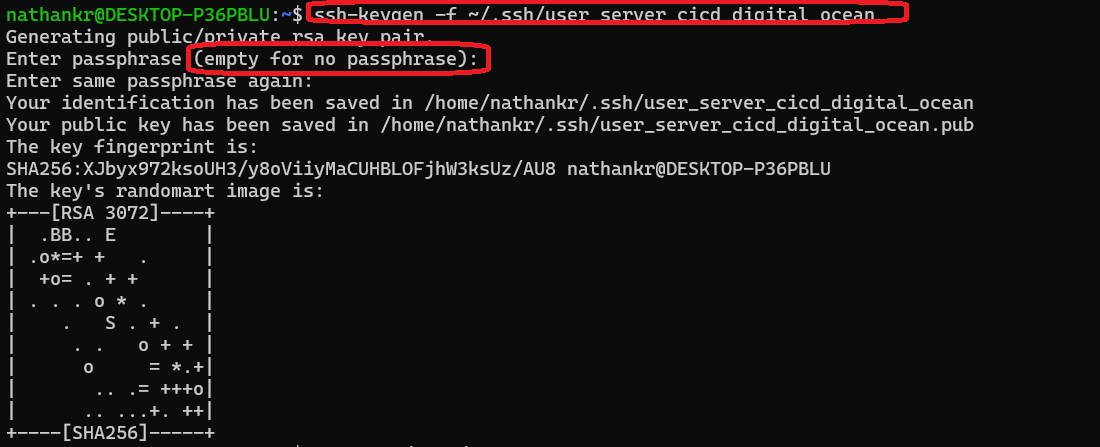 nathankr@DESKTOP-P36PBLU:~$ ssh-keygen -f ~/.ssh/user_server_cicd_digital_ocean
Generating public/private rsa key pair.
Enter passphrase (empty for no passphrase):
Enter same passphrase again:
Your identification has been saved in /home/nathankr/.ssh/user_server_cicd_digital_ocean
Your public key has been saved in /home/nathankr/.ssh/user_server_cicd_digital_ocean.pub
The key fingerprint is:
SHA256:XJbyx972ksoUH3/y8oViiyMaCUHBLOFjhW3ksUz/AU8 nathankr@DESKTOP-P36PBLU
The key's randomart image is:
+---[RSA 3072]----+
|  .BB.. E        |
| .o*=+ +   .     |
|  +o= . + +      |
| . . . o * .     |
|    .   S . + .  |
|     . .   o + + |
|      o     = *.+|
|       .. .= +++o|
|      .. ...+. ++|
+----[SHA256]-----+